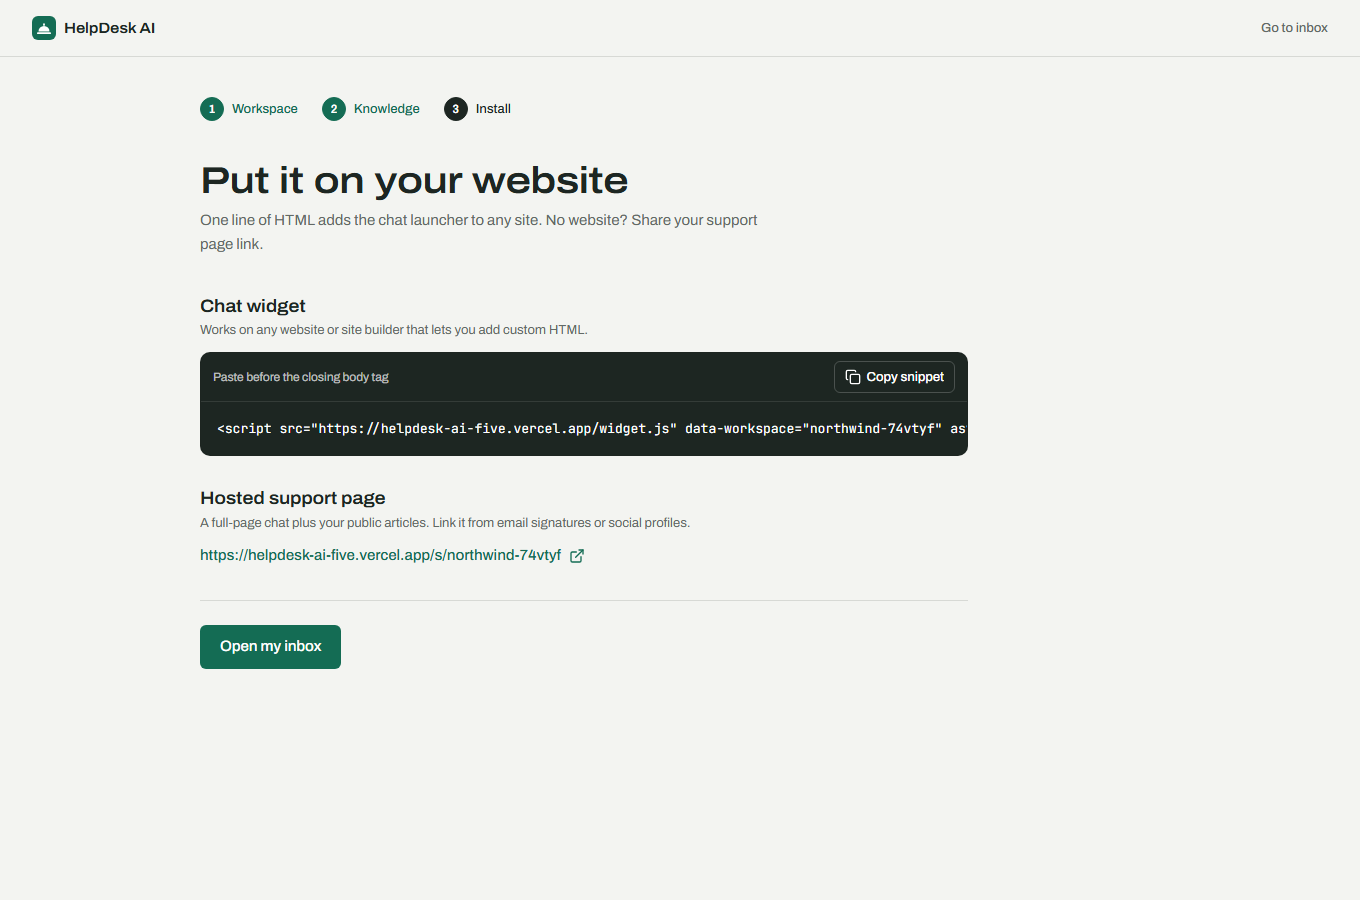 HelpDesk AI
Go to inbox
1 Workspace
2 Knowledge
3 Install
Put it on your website
One line of HTML adds the chat launcher to any site. No website? Share your support
page link.
Chat widget
Works on any website or site builder that lets you add custom HTML.
Paste before the closing body tag
Copy snippet
<script src="https://helpdesk-ai-five.vercel.app/widget.js" data-workspace="northwind-74vtyf" as
Hosted support page
A full-page chat plus your public articles. Link it from email signatures or social profiles.
https://helpdesk-ai-five.vercel.app/s/northwind-74vtyf
Open my inbox